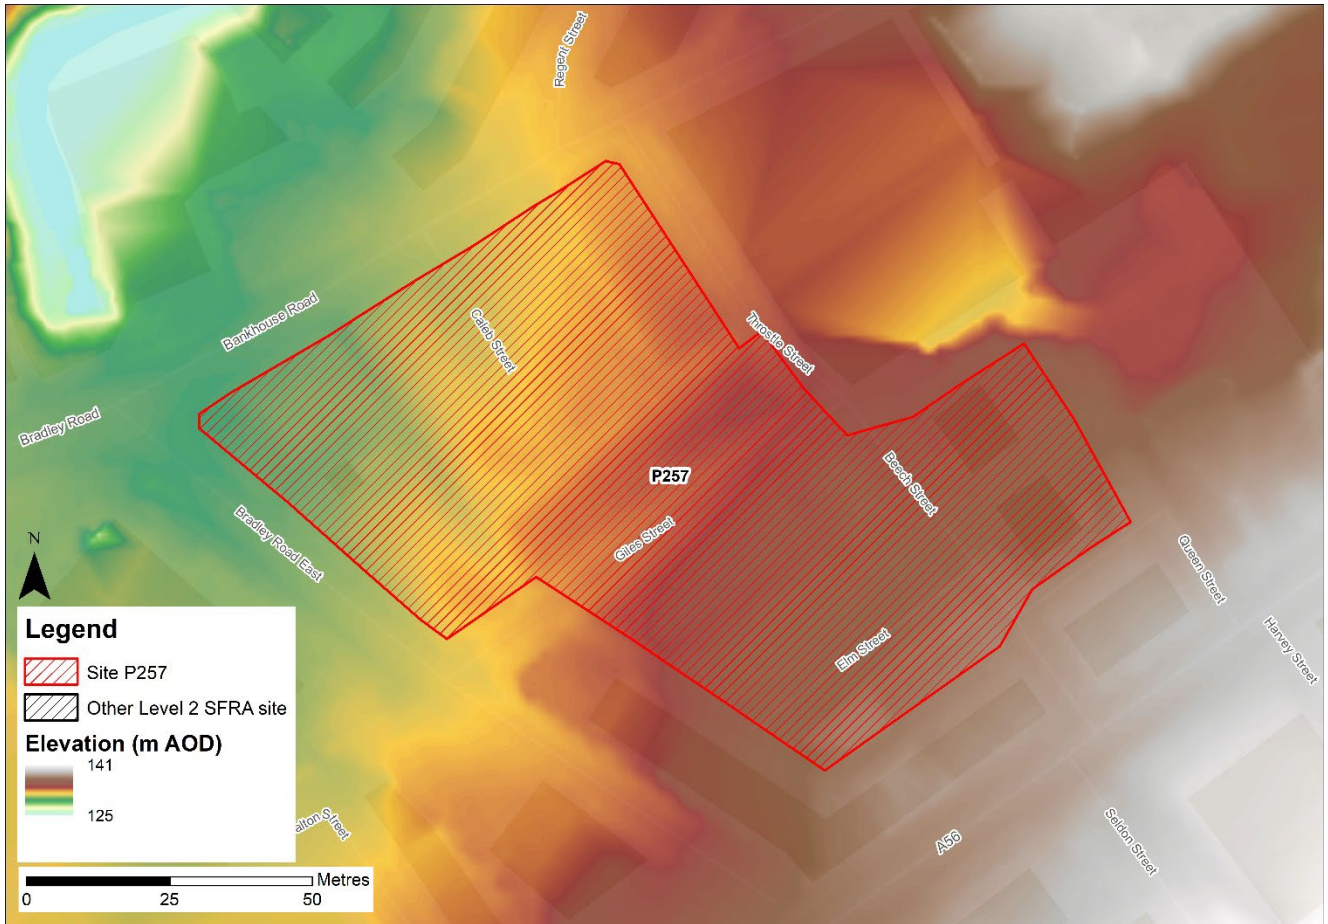 Regent Street
Bankhouse Road
Caleb Street
Throstle Street
Bradley Road
P257
Beech Street
Giles Street
Bradley Road East
Queen Street
Harvey Street
Elm Street
N
Legend
Site P257
Other Level 2 SFRA site
Elevation (m AOD)
141
125
alton Street
A56
Seldon Street
Metres
0 25 50